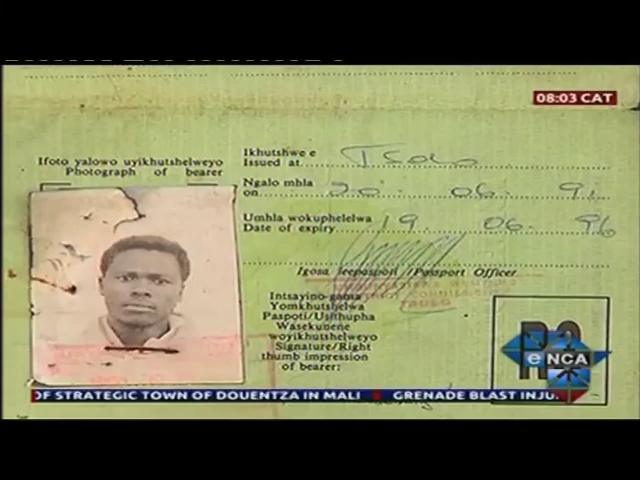 08:03 CAT
Ikhutshwe e
Issued at Tsolo
Ifoto yalowo uyikhutshelweyo
Photograph of bearer
Ngalo mhla
on 20 . 06 . 91
Umhla wokuphelelwa
Date of expiry 19 . 06 . 96
Igosa leepaspoti/Passport Officer
Intsayino-gama
Yomkhutshelwa
Paspoti/Usithupha
Wasekunene
woyikhutshelweyo
Signature/Right
thumb impression
of bearer:
eNCA
OF STRATEGIC TOWN OF DOUENTZA IN MALI GRENADE BLAST INJU